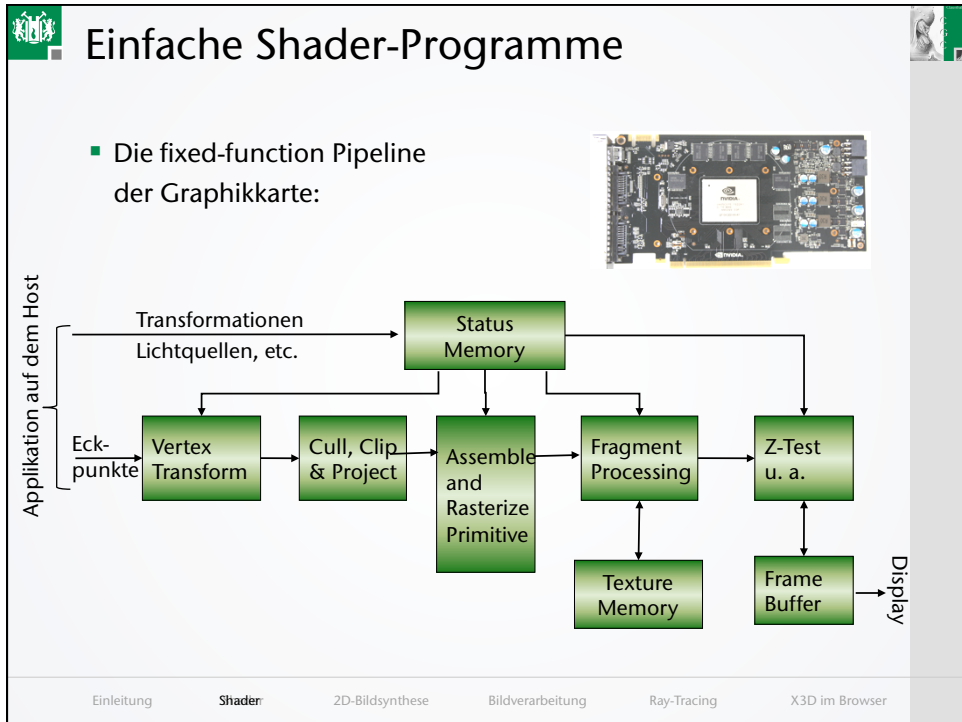 Einfache Shader-Programme
Die fixed-function Pipeline
der Graphikkarte:
Applikation auf dem Host
Transformationen
Lichtquellen, etc.
Status
Memory
Eck-
punkte
Vertex
Transform
Cull, Clip
& Project
Assemble
and
Rasterize
Primitive
Fragment
Processing
Z-Test
u. a.
Texture
Memory
Frame
Buffer
Display
Einleitung
Shader
2D-Bildsynthese
Bildverarbeitung
Ray-Tracing
X3D im Browser